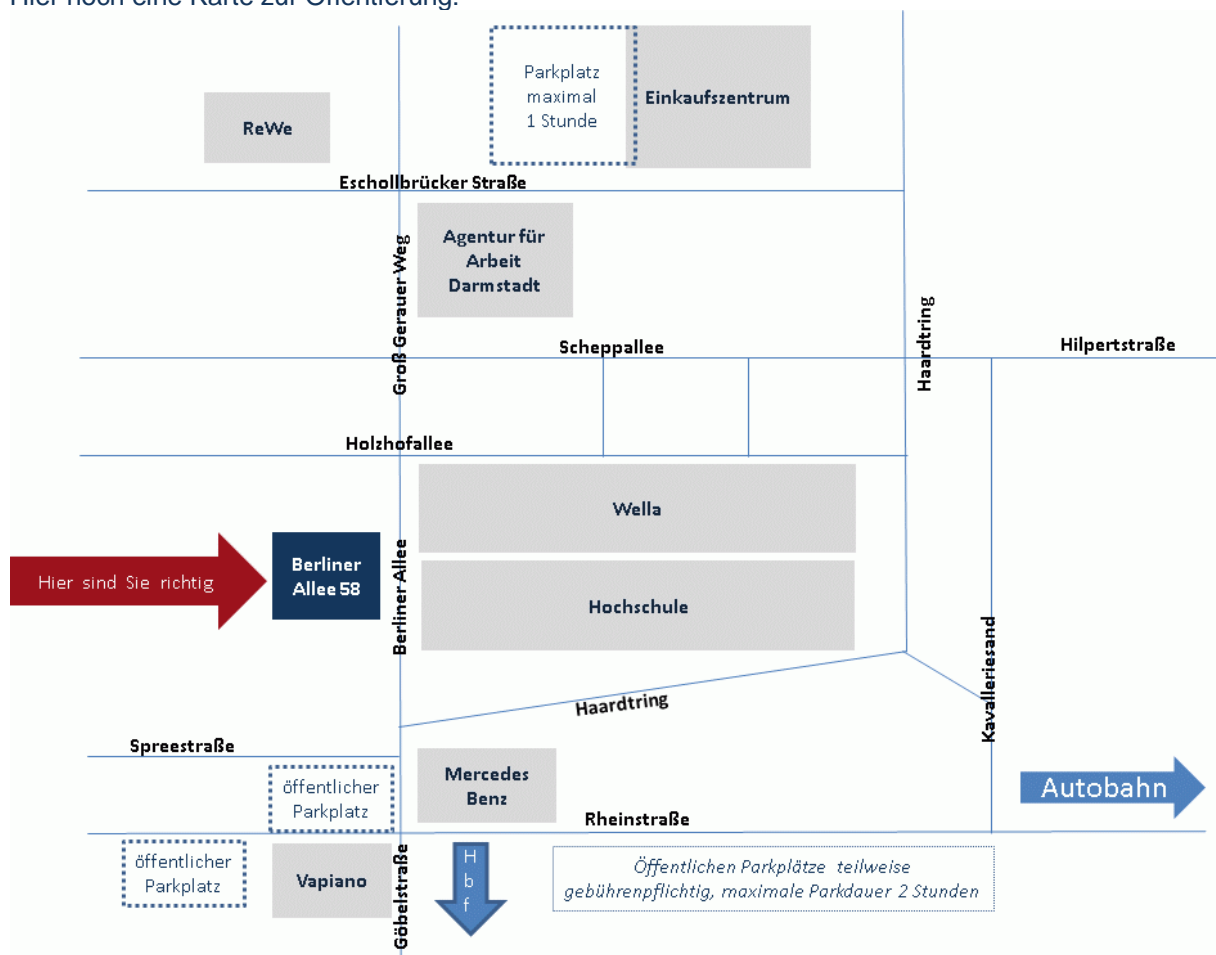 Hier noch eine Karte zur Orientierung:
Parkplatz
maximal
1 Stunde
Einkaufszentrum
ReWe
Eschollbrücker Straße
Groß Gerauer Weg
Agentur für
Arbeit
Darmstadt
Haardtring
Scheppallee
Hilpertstraße
Holzhofallee
Wella
Hier sind Sie richtig
Berliner
Allee 58
Berliner Allee
Hochschule
Haardtring
Kavalleriesand
Spreestraße
öffentlicher
Parkplatz
Mercedes
Benz
Autobahn
Rheinstraße
öffentlicher
Parkplatz
Vapiano
Göbelstraße
Hbf
Öffentlichen Parkplätze teilweise
gebührenpflichtig, maximale Parkdauer 2 Stunden